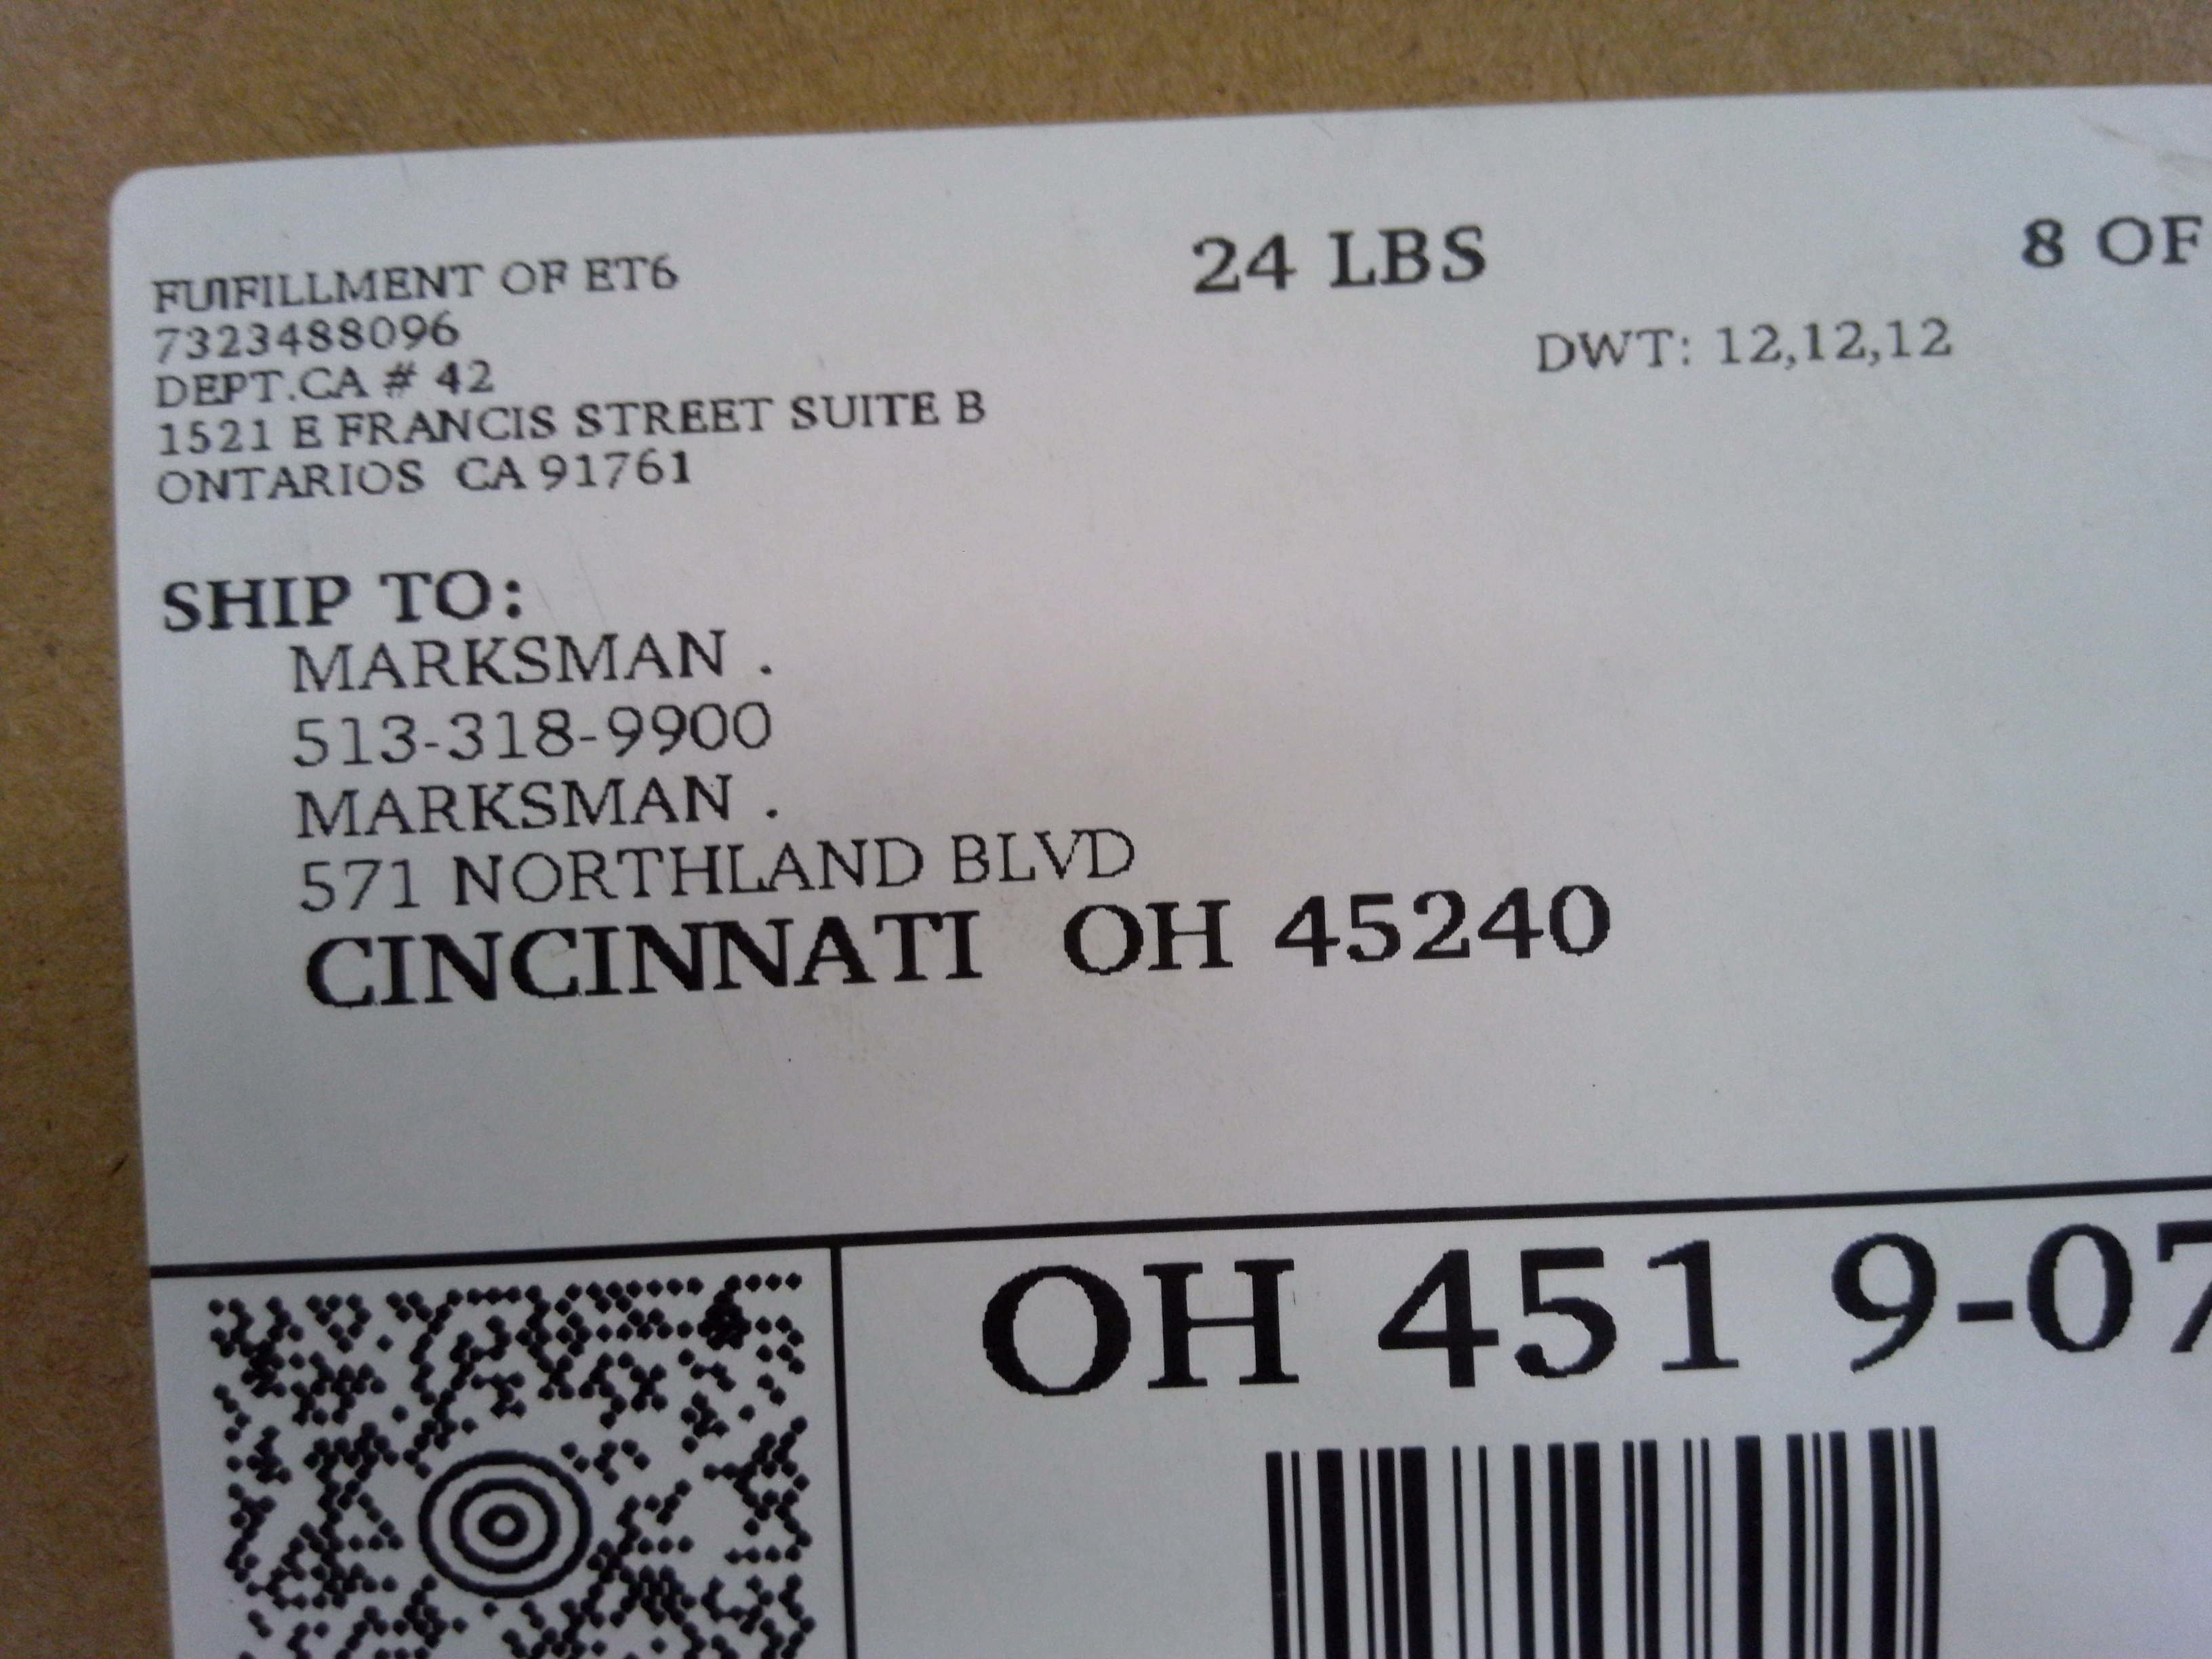 FUlFILLMENT OF ET6
7323488096
DEPT.CA # 42
1521 E FRANCIS STREET SUITE B
ONTARIOS CA 91761
24 LBS
8 OF
DWT: 12,12,12
SHIP TO:
MARKSMAN .
513-318-9900
MARKSMAN .
571 NORTHLAND BLVD
CINCINNATI OH 45240
OH 451 9-07